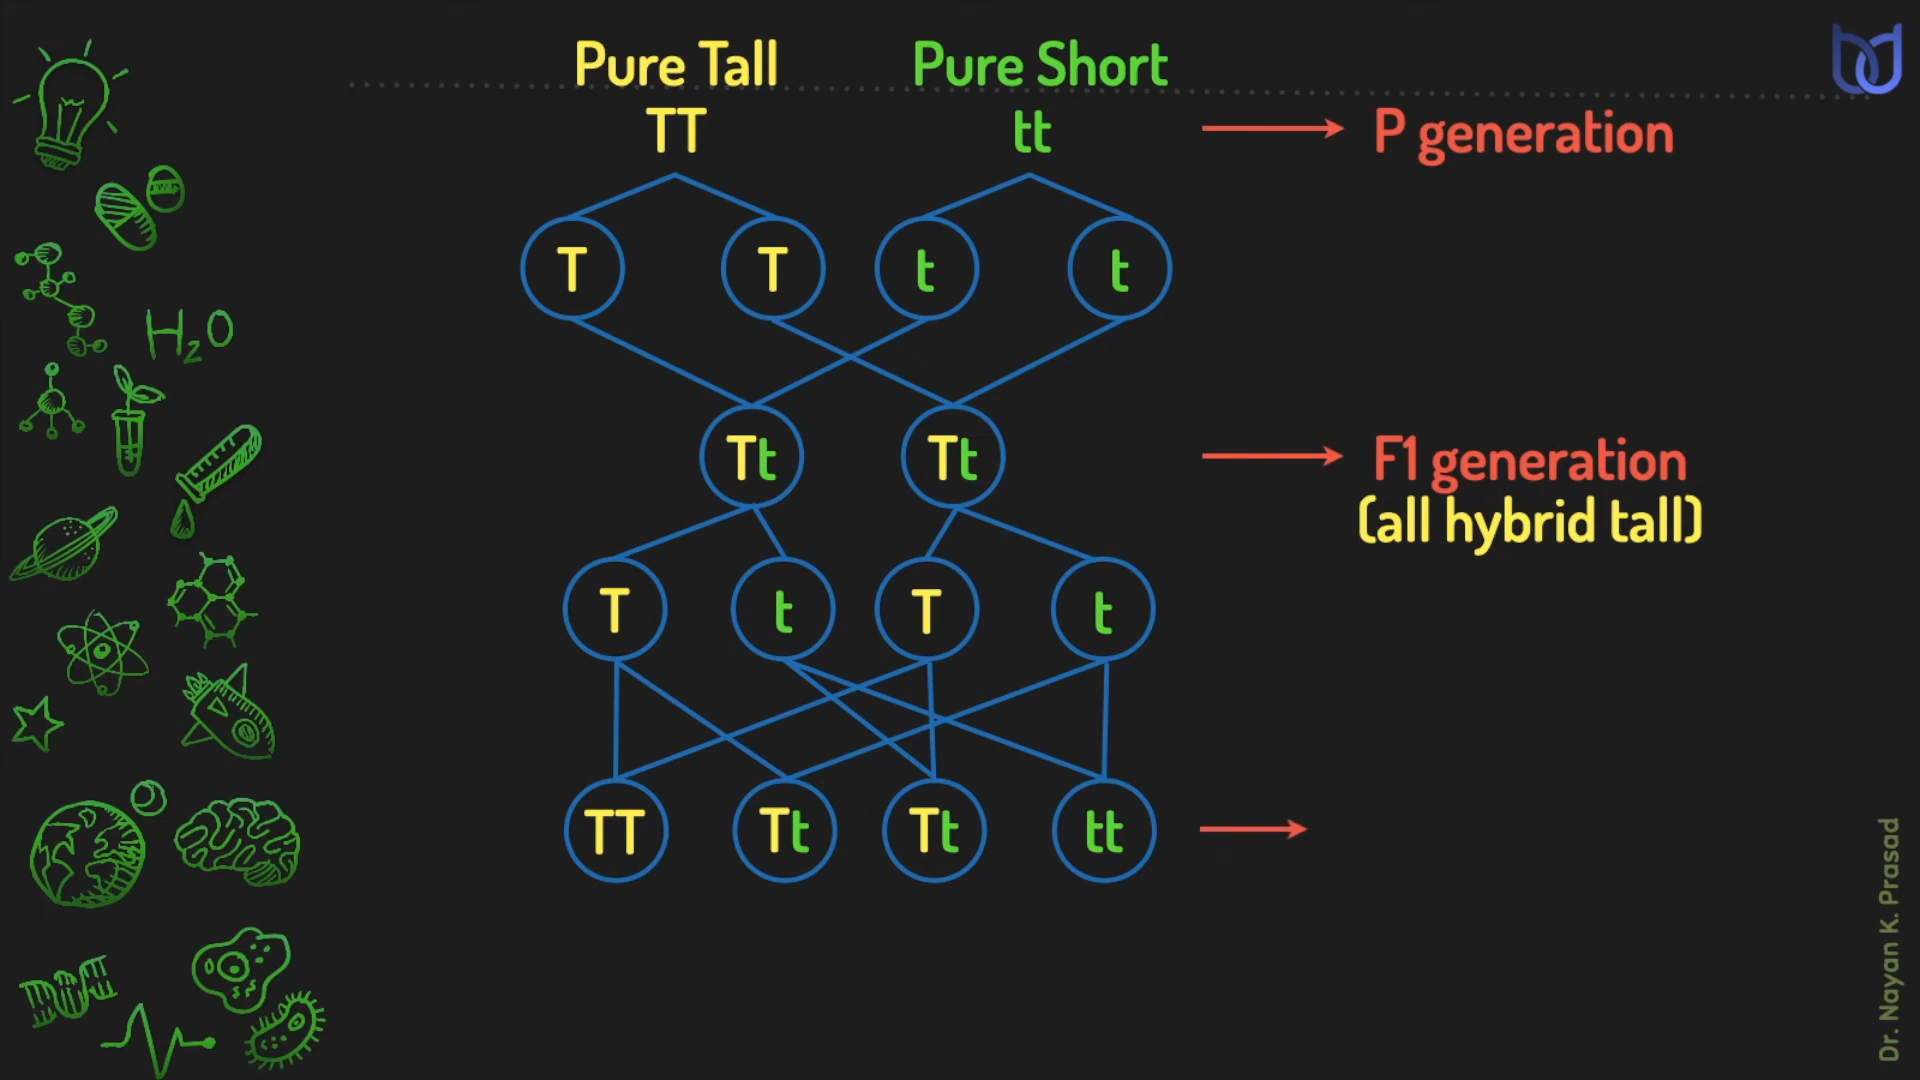 Pure Tall Pure Short
TT tt P generation
T T t t
Tt Tt F1 generation
(all hybrid tall)
T t T t
TT Tt Tt tt
H₂O
Dr. Nayan K. Prasad